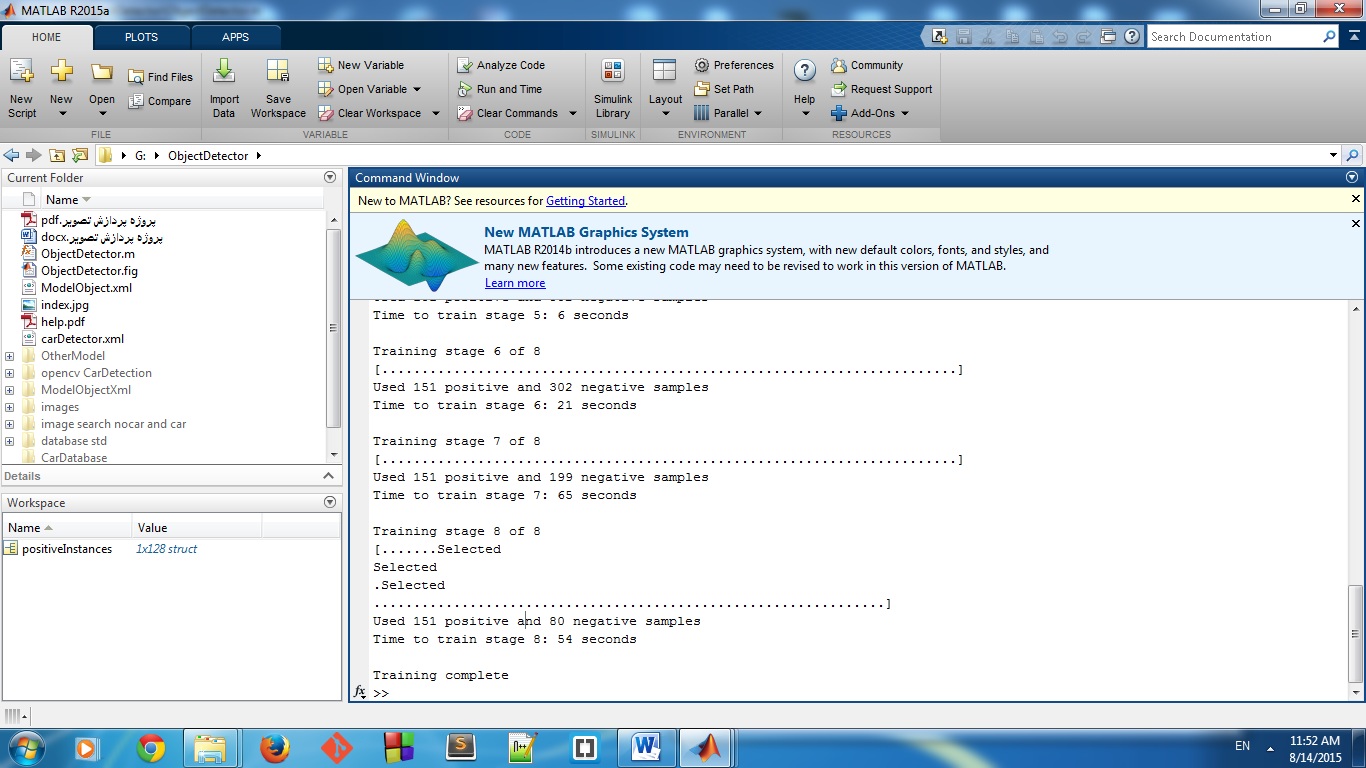 MATLAB R2015a
HOME PLOTS APPS
Search Documentation
New Script
New
Open
Find Files
Compare
FILE
Import Data
Save Workspace
New Variable
Open Variable
Clear Workspace
VARIABLE
Analyze Code
Run and Time
Clear Commands
CODE
Simulink Library
SIMULINK
Layout
Preferences
Set Path
Parallel
ENVIRONMENT
Help
Community
Request Support
Add-Ons
RESOURCES
G: ObjectDetector
Current Folder
Name
پروژه پردازش تصویر.pdf
پروژه پردازش تصویر.docx
ObjectDetector.m
ObjectDetector.fig
ModelObject.xml
index.jpg
help.pdf
carDetector.xml
OtherModel
opencv CarDetection
ModelObjectXml
images
image search nocar and car
database std
CarDatabase
Details
Workspace
Name Value
positiveInstances 1x128 struct
Command Window
New to MATLAB? See resources for Getting Started.
New MATLAB Graphics System
MATLAB R2014b introduces a new MATLAB graphics system, with new default colors, fonts, and styles, and
many new features. Some existing code may need to be revised to work in this version of MATLAB.
Learn more
Time to train stage 5: 6 seconds
Training stage 6 of 8
[........................................................................]
Used 151 positive and 302 negative samples
Time to train stage 6: 21 seconds
Training stage 7 of 8
[........................................................................]
Used 151 positive and 199 negative samples
Time to train stage 7: 65 seconds
Training stage 8 of 8
[.......Selected
Selected
.Selected
................................................................]
Used 151 positive and 80 negative samples
Time to train stage 8: 54 seconds
Training complete
fx >>
EN
11:52 AM
8/14/2015